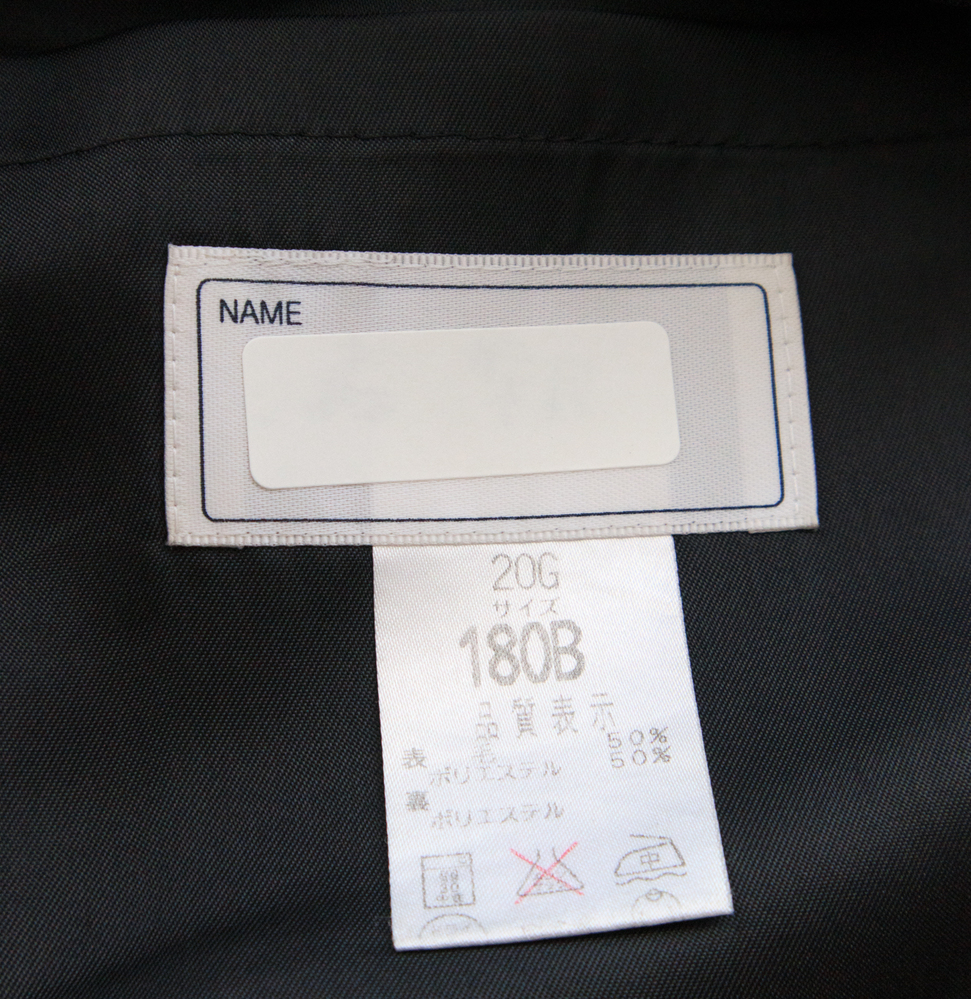 NAME
20G
サイズ
180B
品質表示
表 毛 50%
ポリエステル 50%
裏
ポリエステル
中